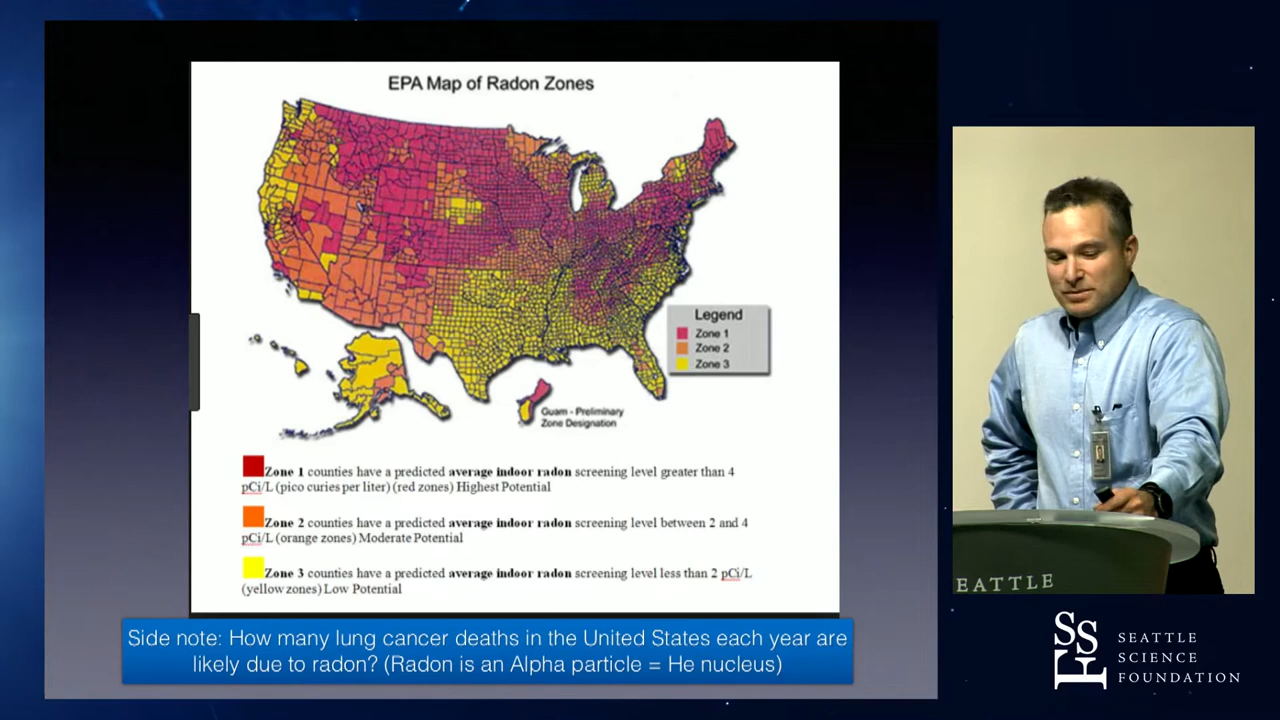 EPA Map of Radon Zones
Legend
Zone 1
Zone 2
Zone 3
Guam - Preliminary
Zone Designation
Zone 1 counties have a predicted average indoor radon screening level greater than 4
pCi/L (pico curies per liter) (red zones) Highest Potential
Zone 2 counties have a predicted average indoor radon screening level between 2 and 4
pCi/L (orange zones) Moderate Potential
Zone 3 counties have a predicted average indoor radon screening level less than 2 pCi/L
(yellow zones) Low Potential
Side note: How many lung cancer deaths in the United States each year are
likely due to radon? (Radon is an Alpha particle = He nucleus)
EATTLE
SSF
SEATTLE
SCIENCE
FOUNDATION